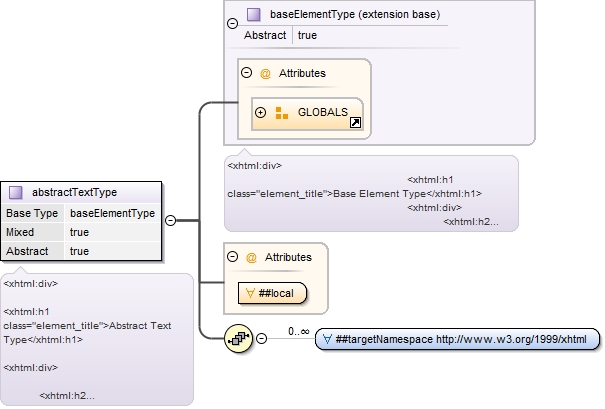 baseElementType (extension base)
Abstract true
@ Attributes
GLOBALS
<xhtml:div>
<xhtml:h1
class="element_title">Base Element Type</xhtml:h1>
<xhtml:div>
<xhtml:h2...
abstractTextType
Base Type baseElementType
Mixed true
Abstract true
<xhtml:div>
<xhtml:h1
class="element_title">Abstract Text
Type</xhtml:h1>
<xhtml:div>
<xhtml:h2...
@ Attributes
∀ ##local
0..∞
∀ ##targetNamespace http://www.w3.org/1999/xhtml